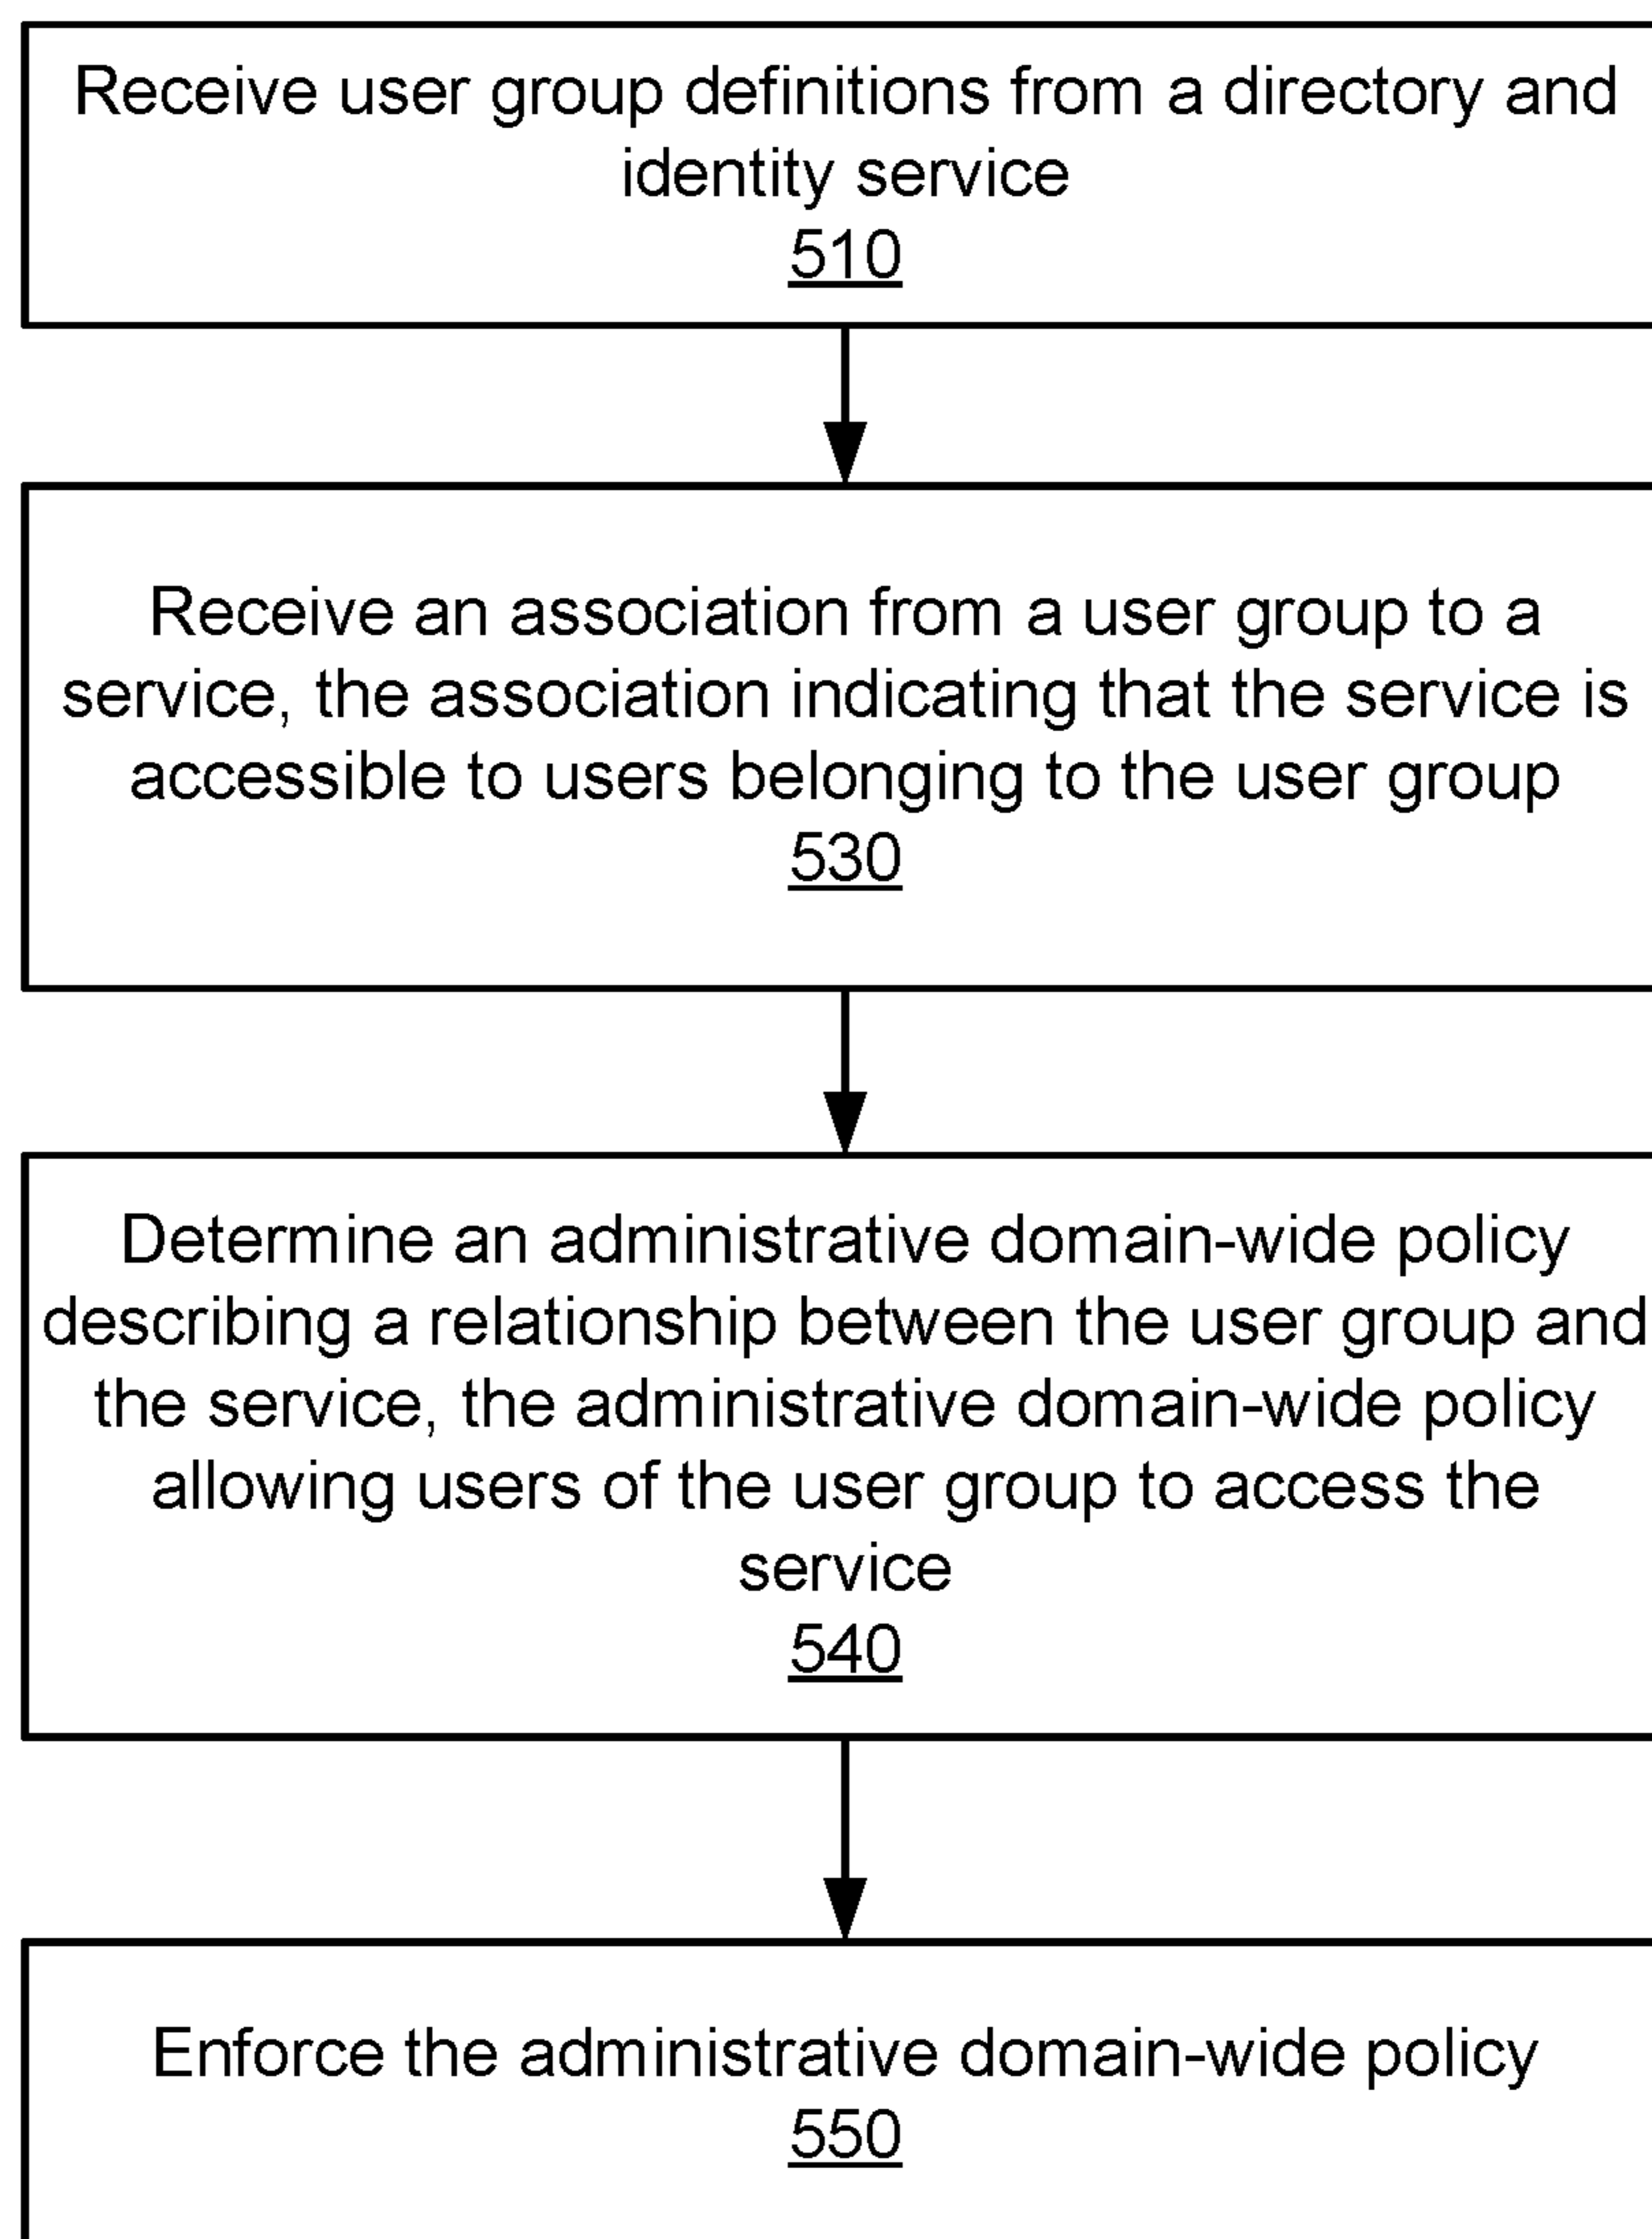 Receive user group definitions from a directory and
identity service
510
Receive an association from a user group to a
service, the association indicating that the service is
accessible to users belonging to the user group
530
Determine an administrative domain-wide policy
describing a relationship between the user group and
the service, the administrative domain-wide policy
allowing users of the user group to access the
service
540
Enforce the administrative domain-wide policy
550